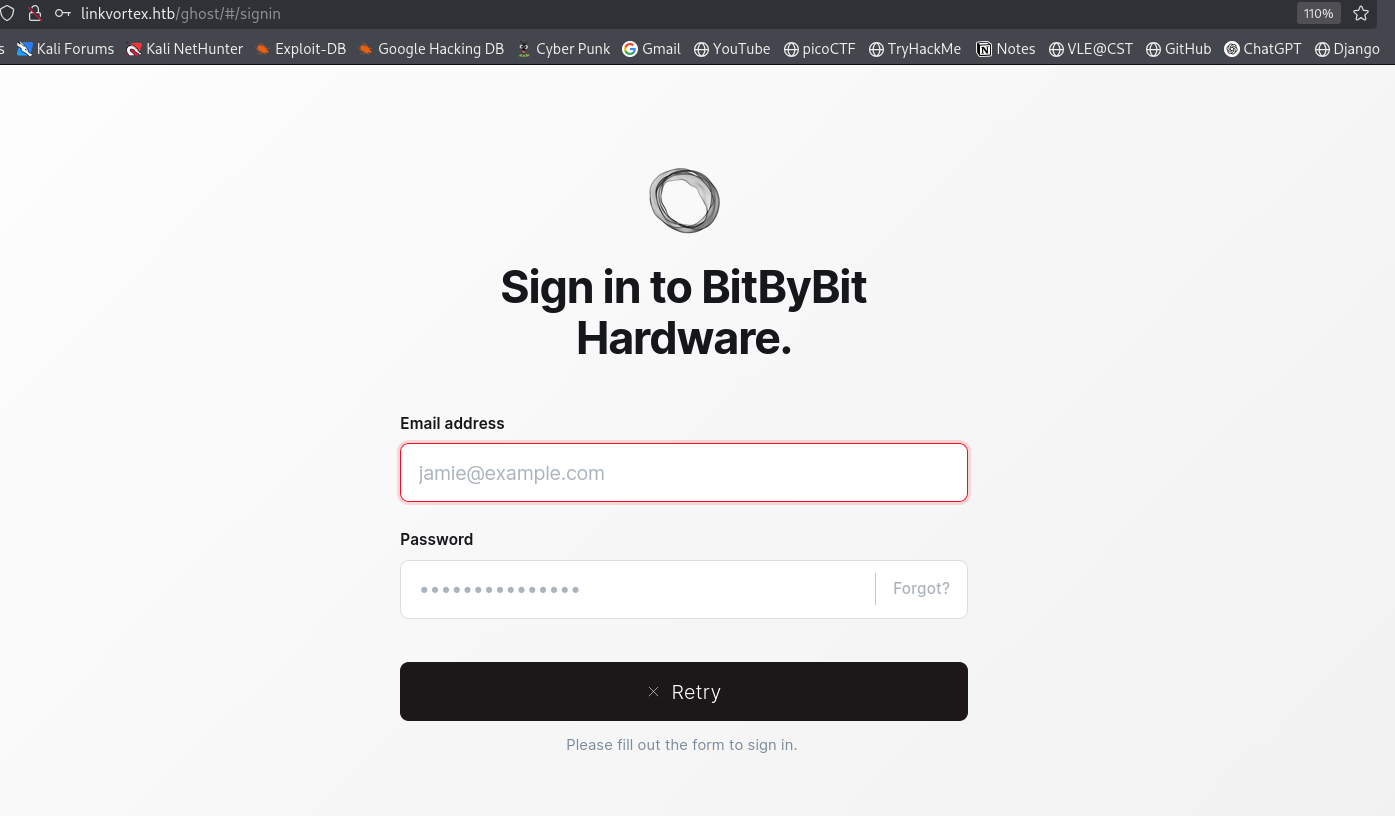 linkvortex.htb/ghost/#/signin 110%
Kali Forums Kali NetHunter Exploit-DB Google Hacking DB Cyber Punk Gmail YouTube picoCTF TryHackMe Notes VLE@CST GitHub ChatGPT Django
Sign in to BitByBit
Hardware.
Email address
jamie@example.com
Password
•••••••••••••••
Forgot?
Retry
Please fill out the form to sign in.